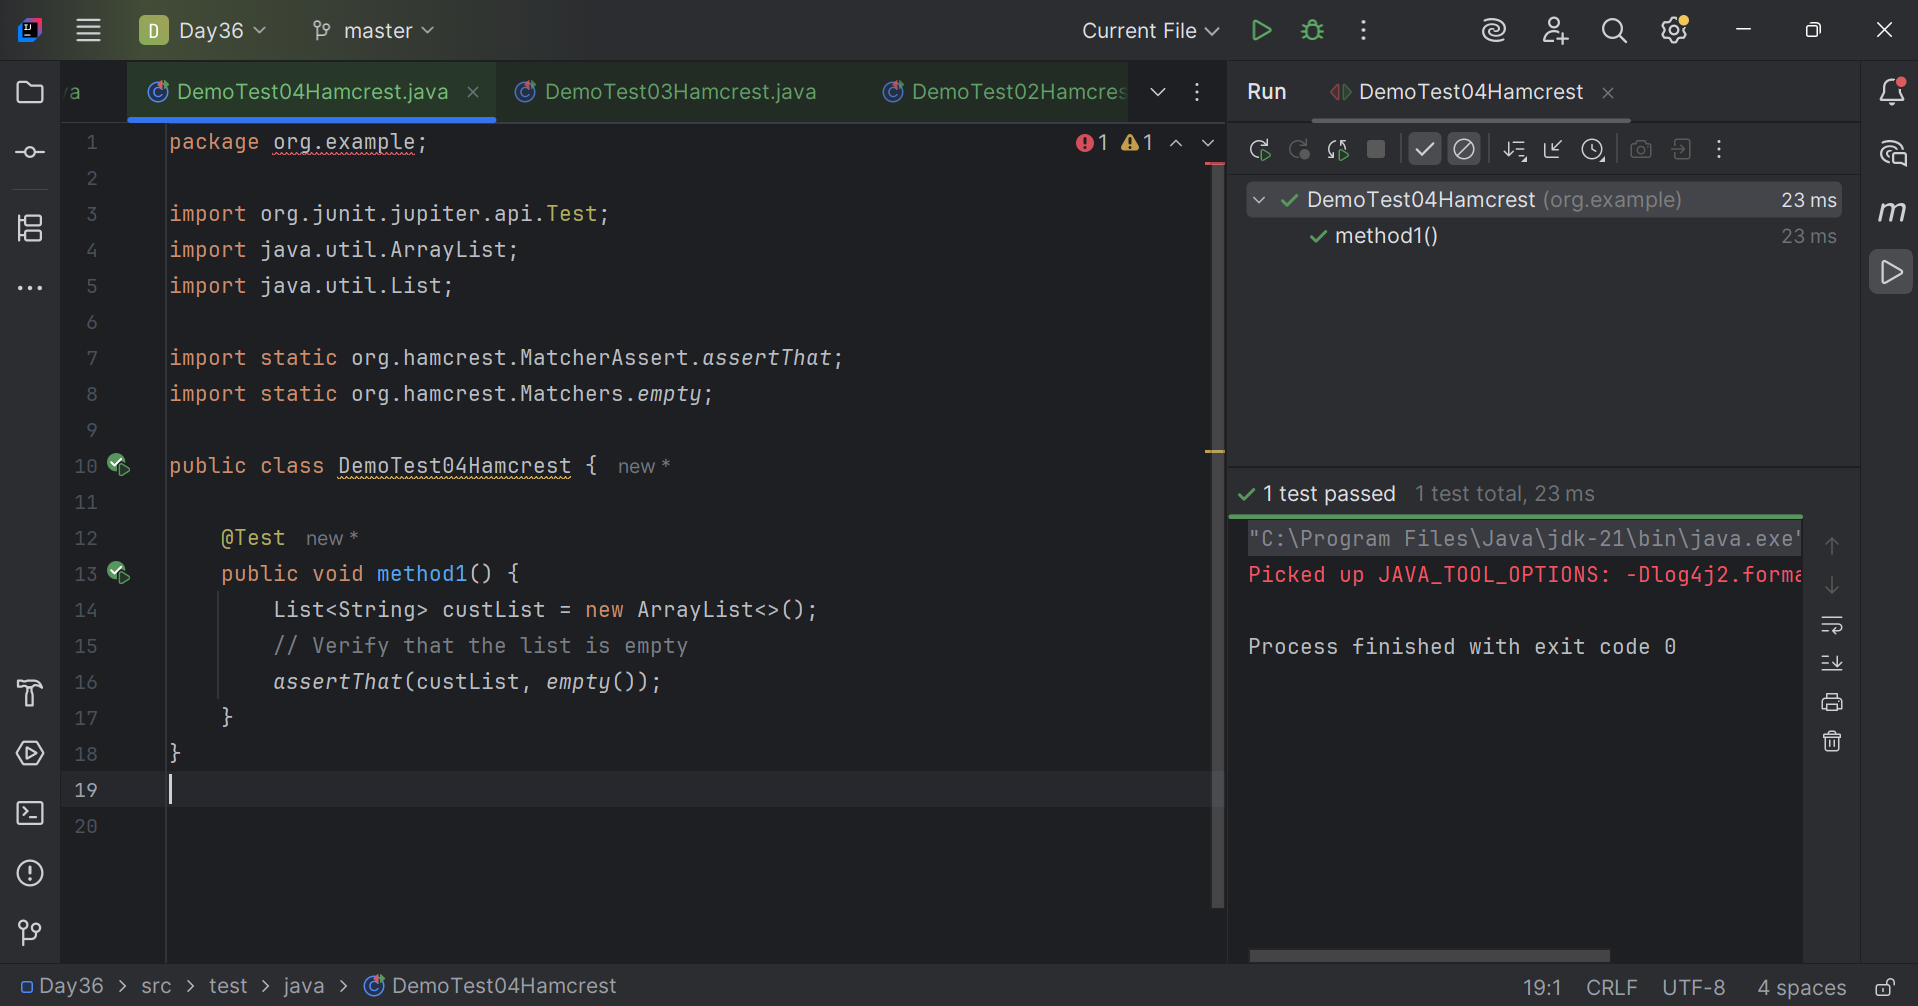 D Day36 master Current File
/a DemoTest04Hamcrest.java DemoTest03Hamcrest.java DemoTest02Hamcres
1 package org.example; 1 1
2
3 import org.junit.jupiter.api.Test;
4 import java.util.ArrayList;
5 import java.util.List;
6
7 import static org.hamcrest.MatcherAssert.assertThat;
8 import static org.hamcrest.Matchers.empty;
9
10 public class DemoTest04Hamcrest { new *
11
12 @Test new *
13 public void method1() {
14 List<String> custList = new ArrayList<>();
15 // Verify that the list is empty
16 assertThat(custList, empty());
17 }
18 }
19
20
Run DemoTest04Hamcrest
DemoTest04Hamcrest (org.example) 23 ms
method1() 23 ms
1 test passed 1 test total, 23 ms
"C:\Program Files\Java\jdk-21\bin\java.exe"
Picked up JAVA_TOOL_OPTIONS: -Dlog4j2.forma
Process finished with exit code 0
m
Day36 > src > test > java > DemoTest04Hamcrest
19:1 CRLF UTF-8 4 spaces